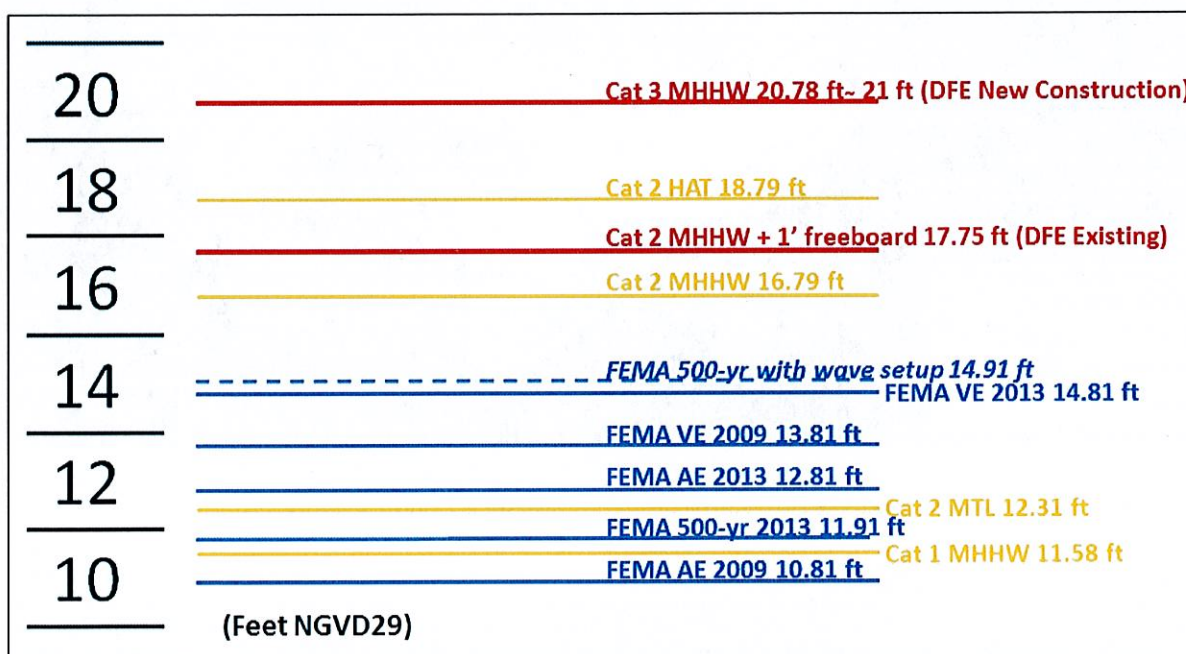 20
Cat 3 MHHW 20.78 ft~ 21 ft (DFE New Construction)
18
Cat 2 HAT 18.79 ft
Cat 2 MHHW + 1' freeboard 17.75 ft (DFE Existing)
16
Cat 2 MHHW 16.79 ft
14
FEMA 500-yr with wave setup 14.91 ft
FEMA VE 2013 14.81 ft
FEMA VE 2009 13.81 ft
12
FEMA AE 2013 12.81 ft
Cat 2 MTL 12.31 ft
FEMA 500-yr 2013 11.91 ft
Cat 1 MHHW 11.58 ft
10
FEMA AE 2009 10.81 ft
(Feet NGVD29)